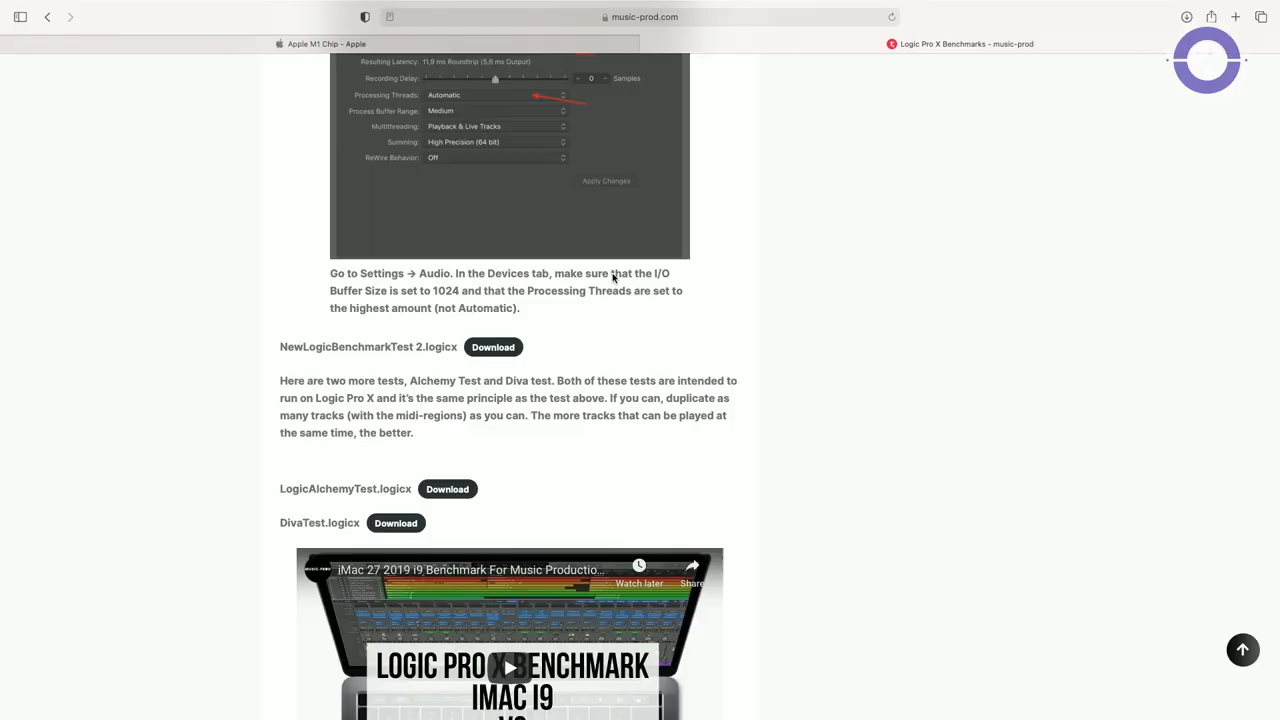 music-prod.com
Apple M1 Chip - Apple
Logic Pro X Benchmarks - music-prod
Resulting Latency: 11,9 ms Roundtrip (5,6 ms Output)
Recording Delay: 0 Samples
Processing Threads: Automatic
Process Buffer Range: Medium
Multithreading: Playback & Live Tracks
Summing: High Precision (64 bit)
ReWire Behavior: Off
Apply Changes
Go to Settings → Audio. In the Devices tab, make sure that the I/O
Buffer Size is set to 1024 and that the Processing Threads are set to
the highest amount (not Automatic).
NewLogicBenchmarkTest 2.logicx Download
Here are two more tests, Alchemy Test and Diva test. Both of these tests are intended to
run on Logic Pro X and it's the same principle as the test above. If you can, duplicate as
many tracks (with the midi-regions) as you can. The more tracks that can be played at
the same time, the better.
LogicAlchemyTest.logicx Download
DivaTest.logicx Download
iMac 27 2019 i9 Benchmark For Music Productio...
Watch later
Share
LOGIC PRO X BENCHMARK
IMAC I9
VS